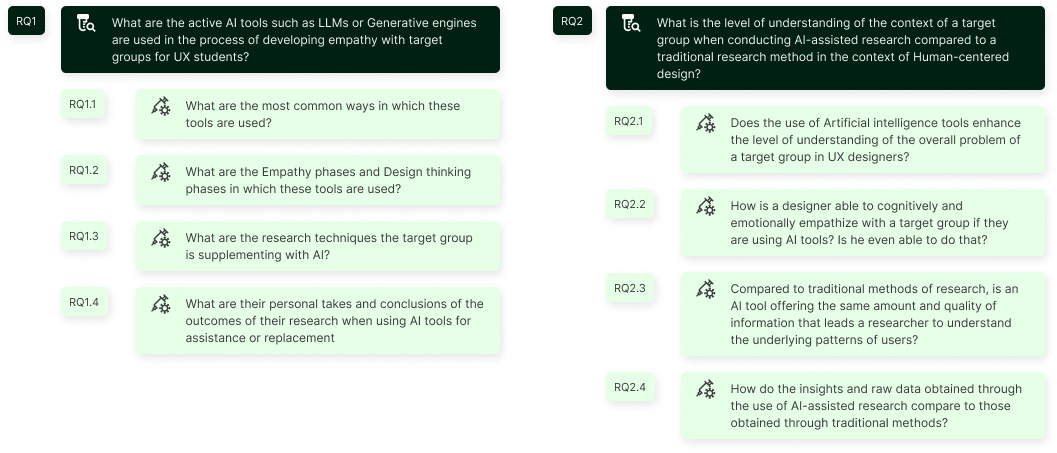 RQ1
What are the active AI tools such as LLMs or Generative engines
are used in the process of developing empathy with target
groups for UX students?
RQ1.1
What are the most common ways in which these
tools are used?
RQ1.2
What are the Empathy phases and Design thinking
phases in which these tools are used?
RQ1.3
What are the research techniques the target group
is supplementing with AI?
RQ1.4
What are their personal takes and conclusions of the
outcomes of their research when using AI tools for
assistance or replacement
RQ2
What is the level of understanding of the context of a target
group when conducting AI-assisted research compared to a
traditional research method in the context of Human-centered
design?
RQ2.1
Does the use of Artificial intelligence tools enhance
the level of understanding of the overall problem of
a target group in UX designers?
RQ2.2
How is a designer able to cognitively and
emotionally empathize with a target group if they
are using AI tools? Is he even able to do that?
RQ2.3
Compared to traditional methods of research, is an
AI tool offering the same amount and quality of
information that leads a researcher to understand
the underlying patterns of users?
RQ2.4
How do the insights and raw data obtained through
the use of AI-assisted research compare to those
obtained through traditional methods?